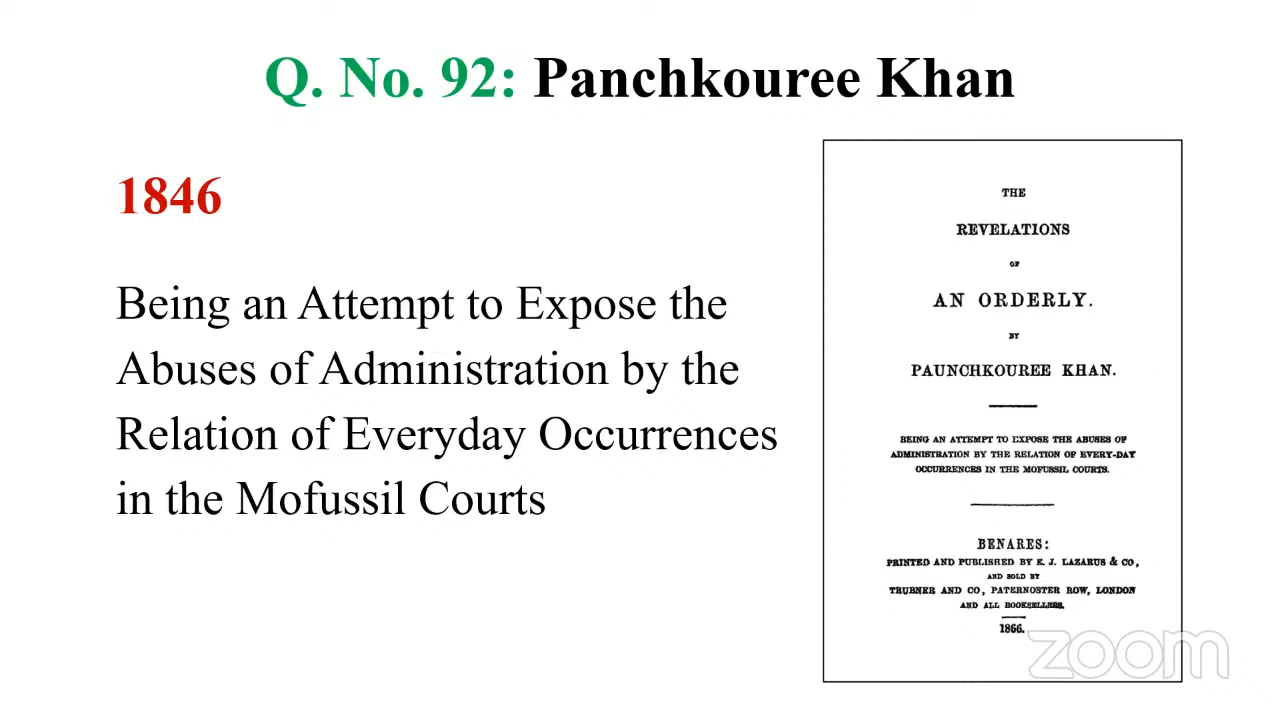 Q. No. 92: Panchkouree Khan
1846
Being an Attempt to Expose the
Abuses of Administration by the
Relation of Everyday Occurrences
in the Mofussil Courts
THE
REVELATIONS
OF
AN ORDERLY.
BY
PAUNCHKOUREE KHAN.
BEING AN ATTEMPT TO EXPOSE THE ABUSES OF
ADMINISTRATION BY THE RELATION OF EVERY-DAY
OCCURRENCES IN THE MOFUSSIL COURTS.
BENARES:
PRINTED AND PUBLISHED BY E. J. LAZARUS & CO,
AND SOLD BY
TRUBNER AND CO, PATERNOSTER ROW, LONDON
AND ALL BOOKSELLERS.
1866.
zoom